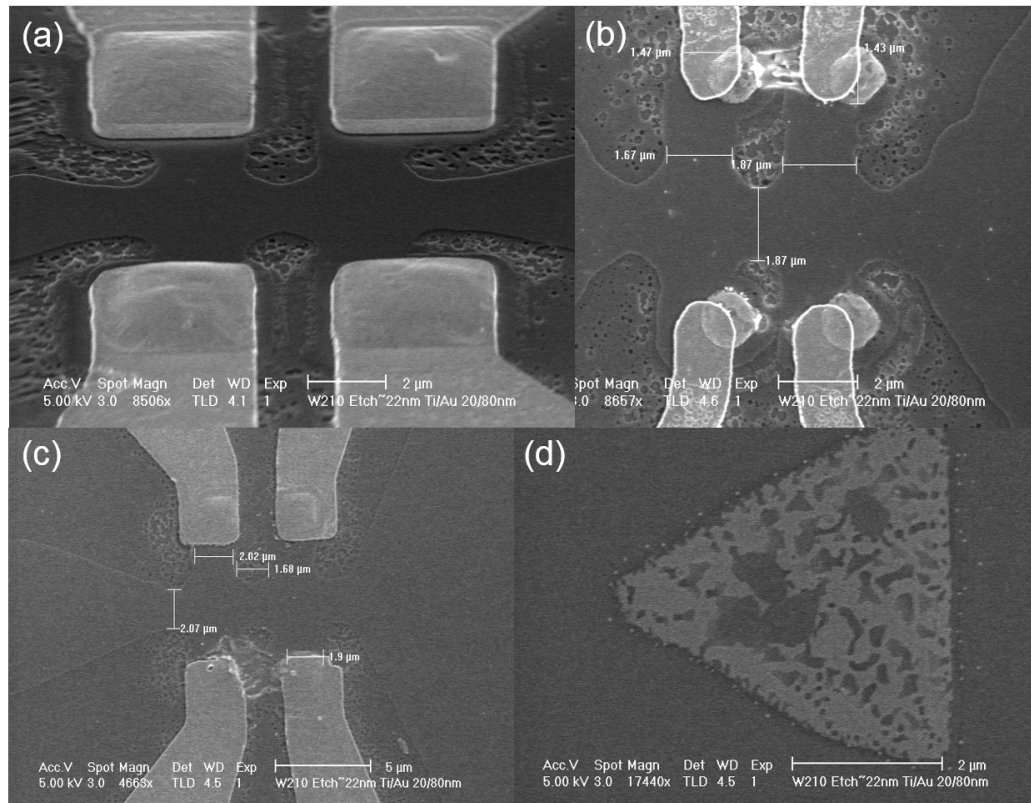 (a)
Acc.V Spot Magn Det WD Exp 2 µm
5.00 kV 3.0 8506x TLD 4.1 1 W210 Etch~22nm Ti/Au 20/80nm
(b)
1.47 µm
1.43 µm
1.67 µm
1.87 µm
1.87 µm
Spot Magn Det WD Exp 2 µm
3.0 8657x TLD 4.6 1 W210 Etch~22nm Ti/Au 20/80nm
(c)
2.02 µm
1.68 µm
2.07 µm
1.9 µm
Acc.V Spot Magn Det WD Exp 5 µm
5.00 kV 3.0 4663x TLD 4.5 1 W210 Etch~22nm Ti/Au 20/80nm
(d)
Acc.V Spot Magn Det WD Exp 2 µm
5.00 kV 3.0 17440x TLD 4.5 1 W210 Etch~22nm Ti/Au 20/80nm